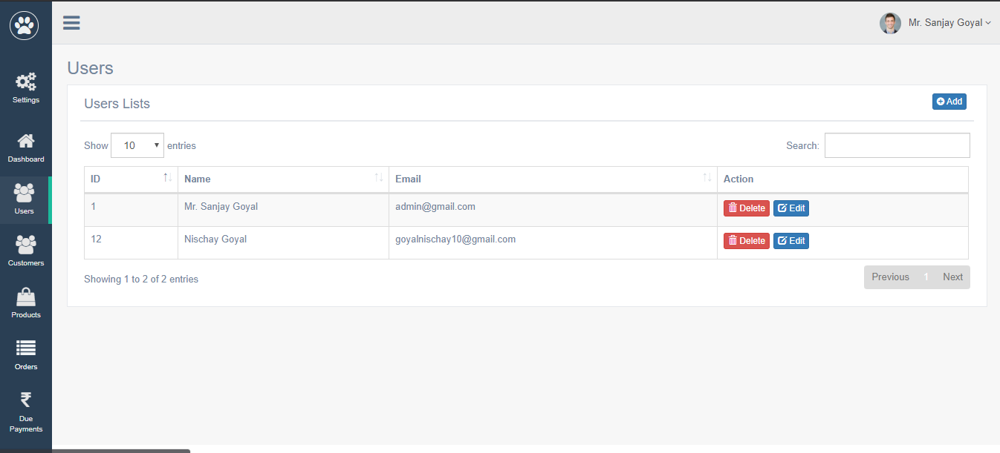 Mr. Sanjay Goyal
Settings
Dashboard
Users
Customers
Products
Orders
Due
Payments
Users
Users Lists
Add
Show 10 entries
Search:
ID Name Email Action
1 Mr. Sanjay Goyal admin@gmail.com Delete Edit
12 Nischay Goyal goyalnischay10@gmail.com Delete Edit
Showing 1 to 2 of 2 entries
Previous 1 Next